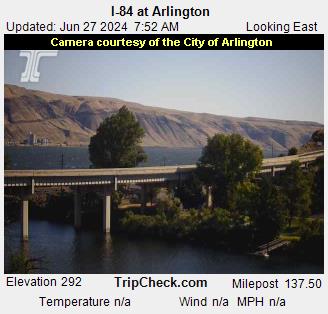 I-84 at Arlington
Updated: Jun 27 2024 7:52 AM Looking East
Camera courtesy of the City of Arlington
Elevation 292 TripCheck.com Milepost 137.50
Temperature n/a Wind n/a MPH n/a